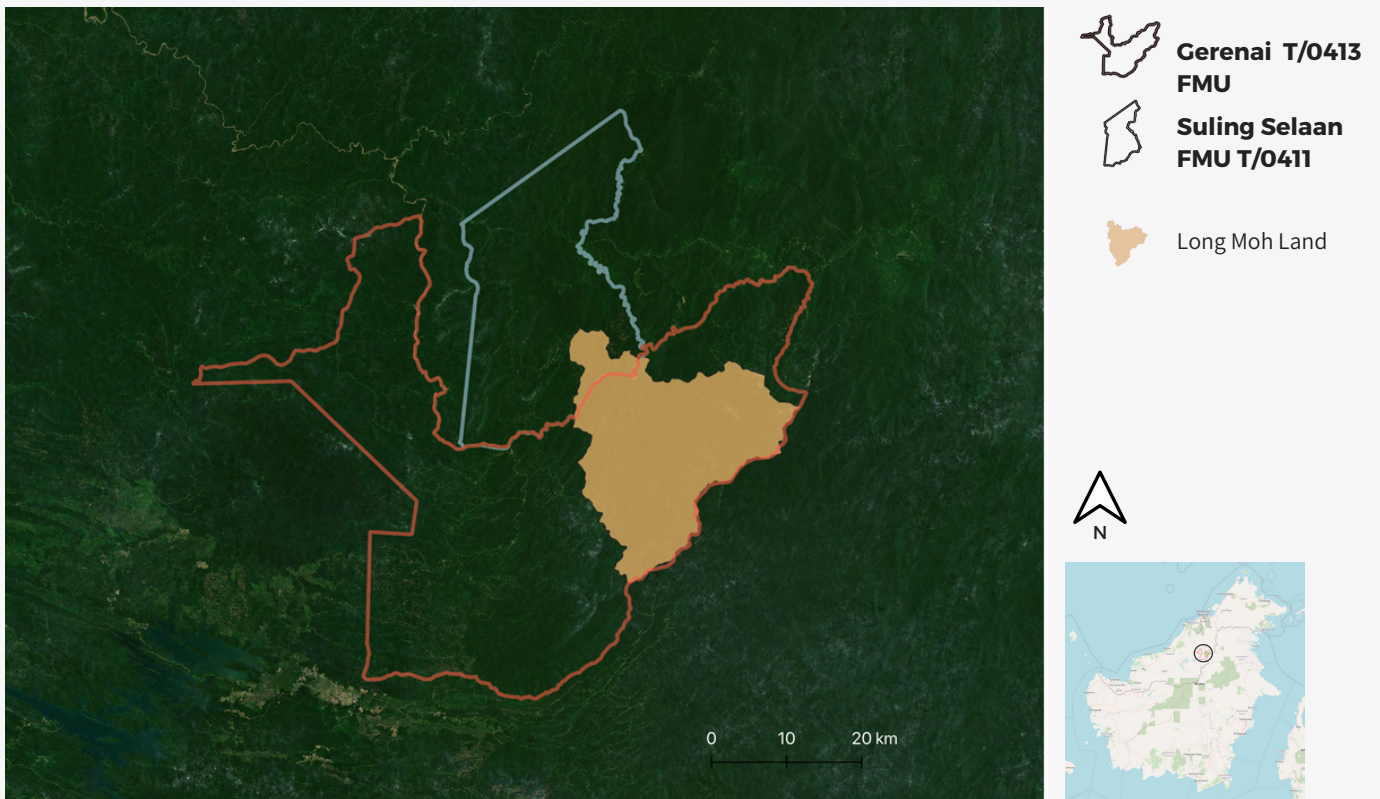 Gerenai T/0413
FMU
Suling Selaan
FMU T/0411
Long Moh Land
N
0 10 20 km